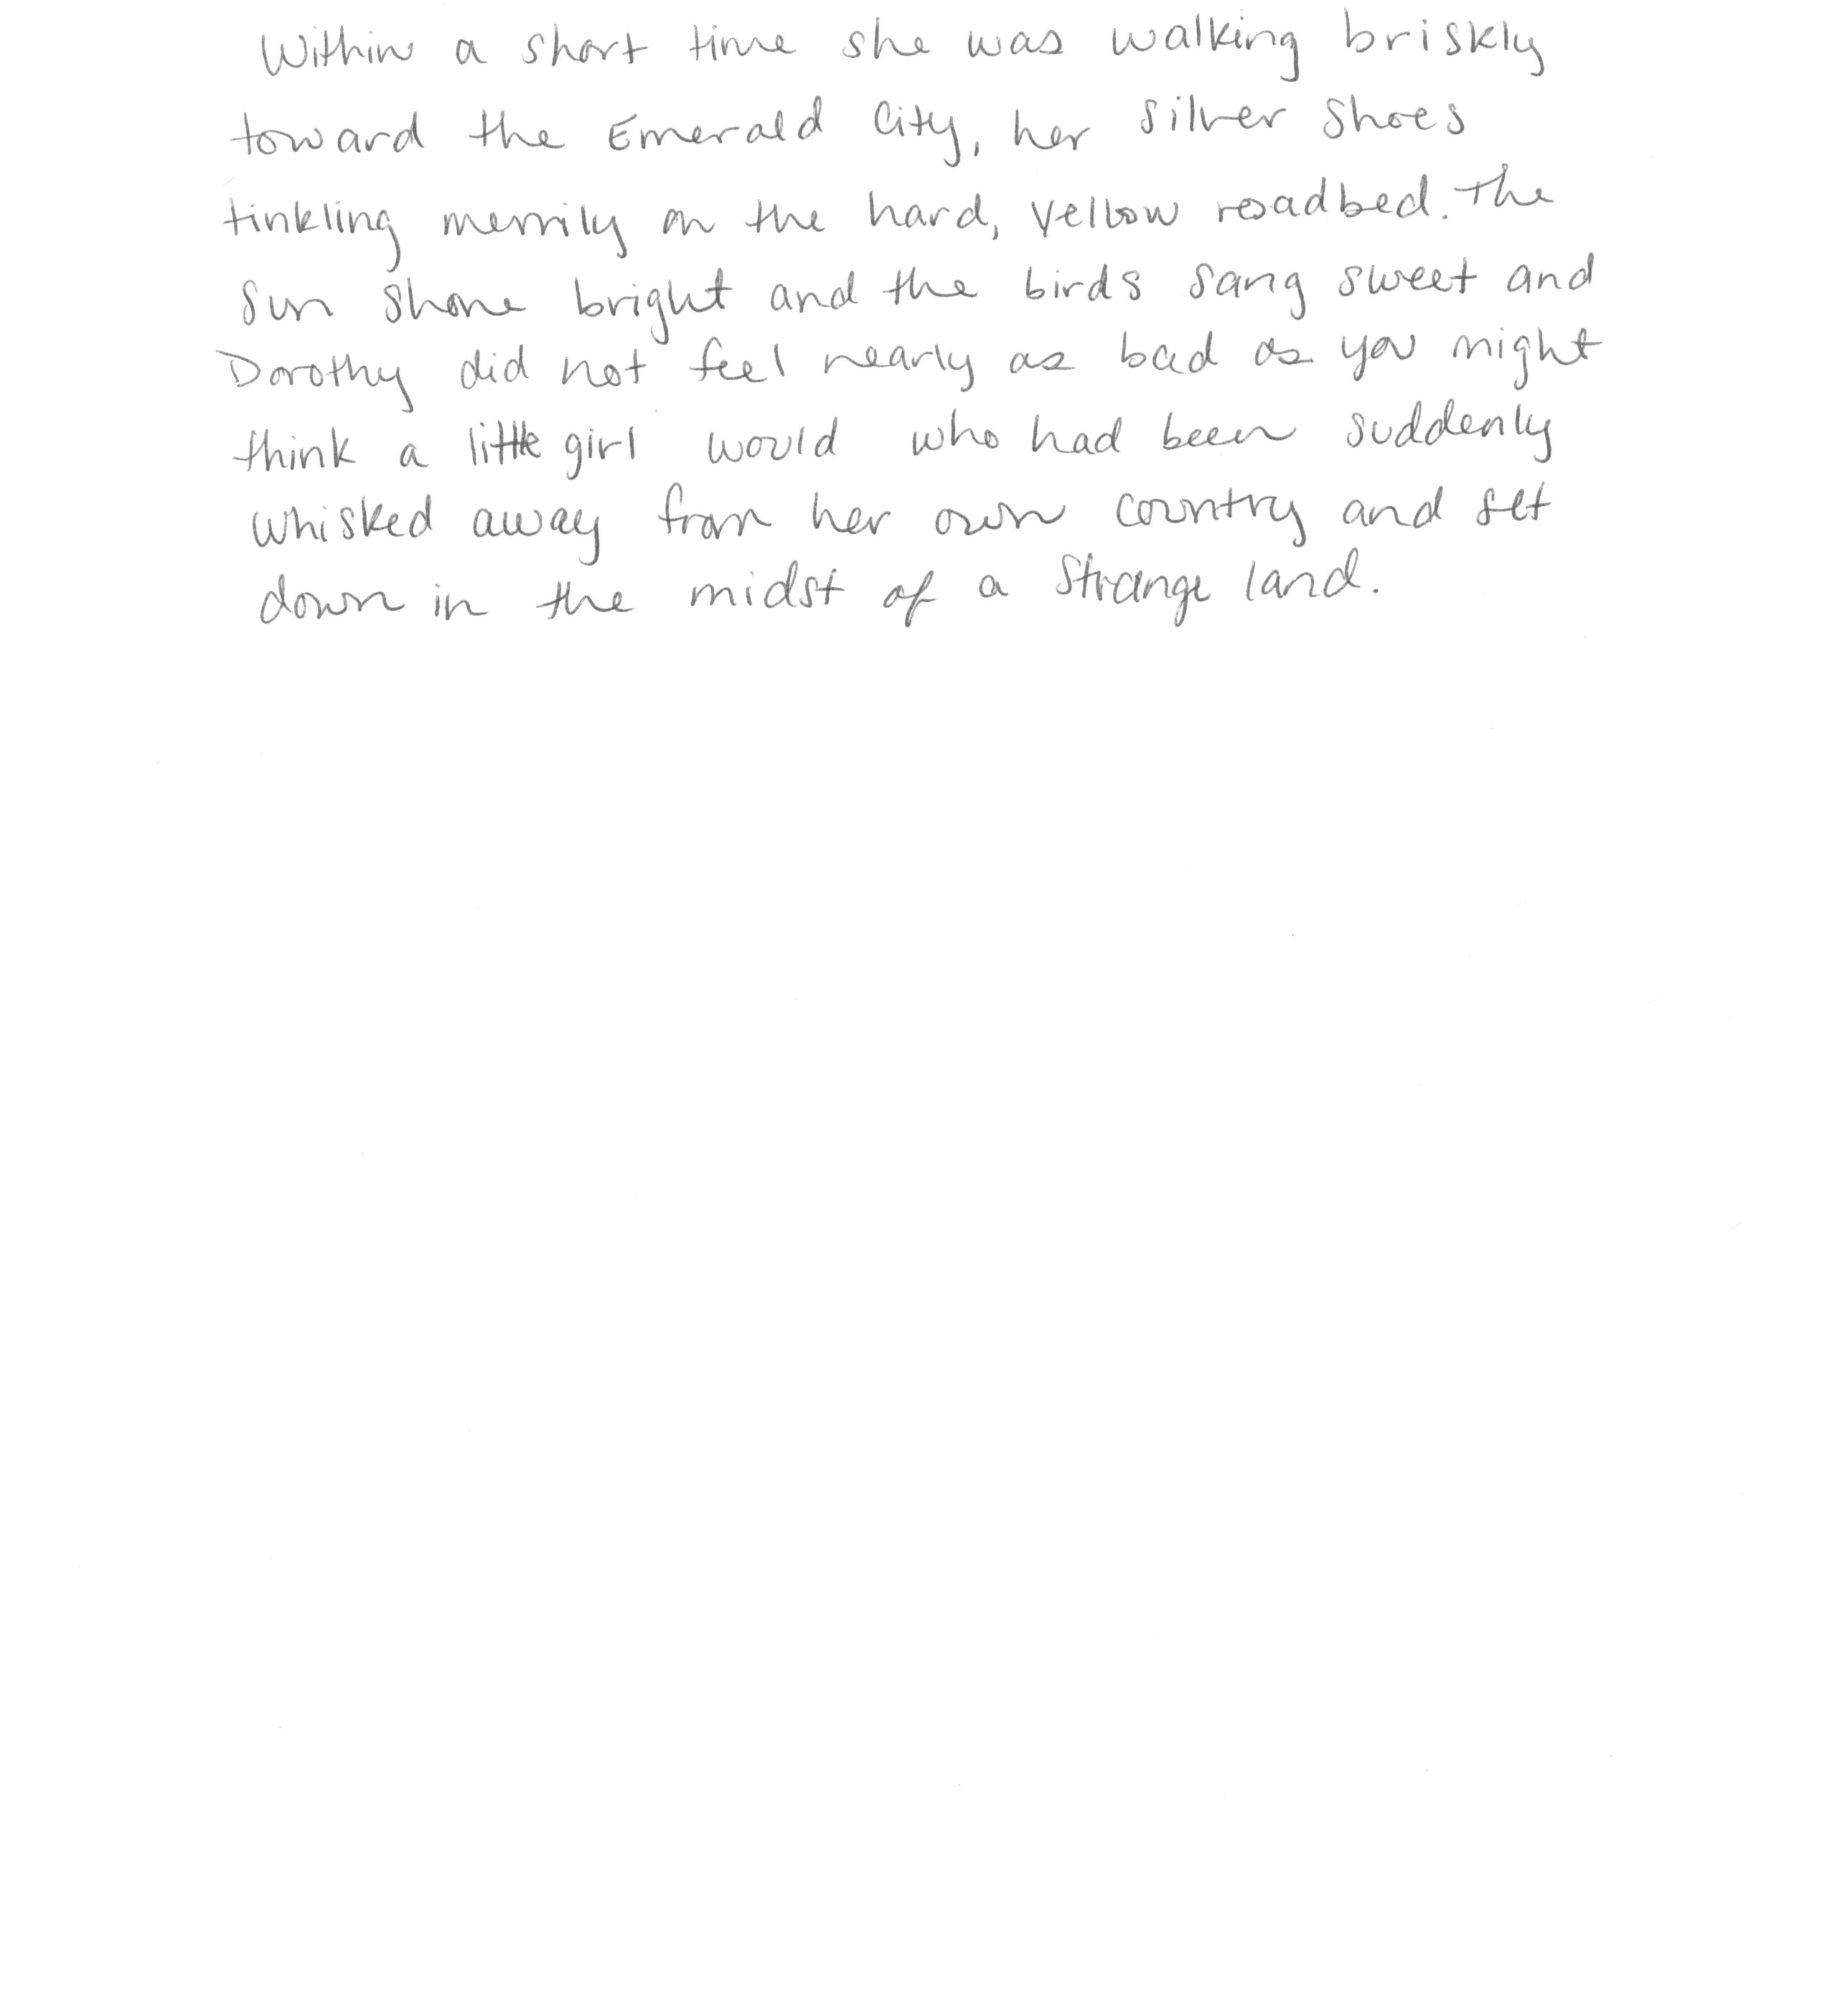 Within a short time she was walking briskly
toward the Emerald City, her Silver Shoes
tinkling merrily on the hard, yellow roadbed. The
sun shone bright and the birds sang sweet and
Dorothy did not feel nearly as bad as you might
think a little girl would who had been suddenly
whisked away from her own country and set
down in the midst of a strange land.